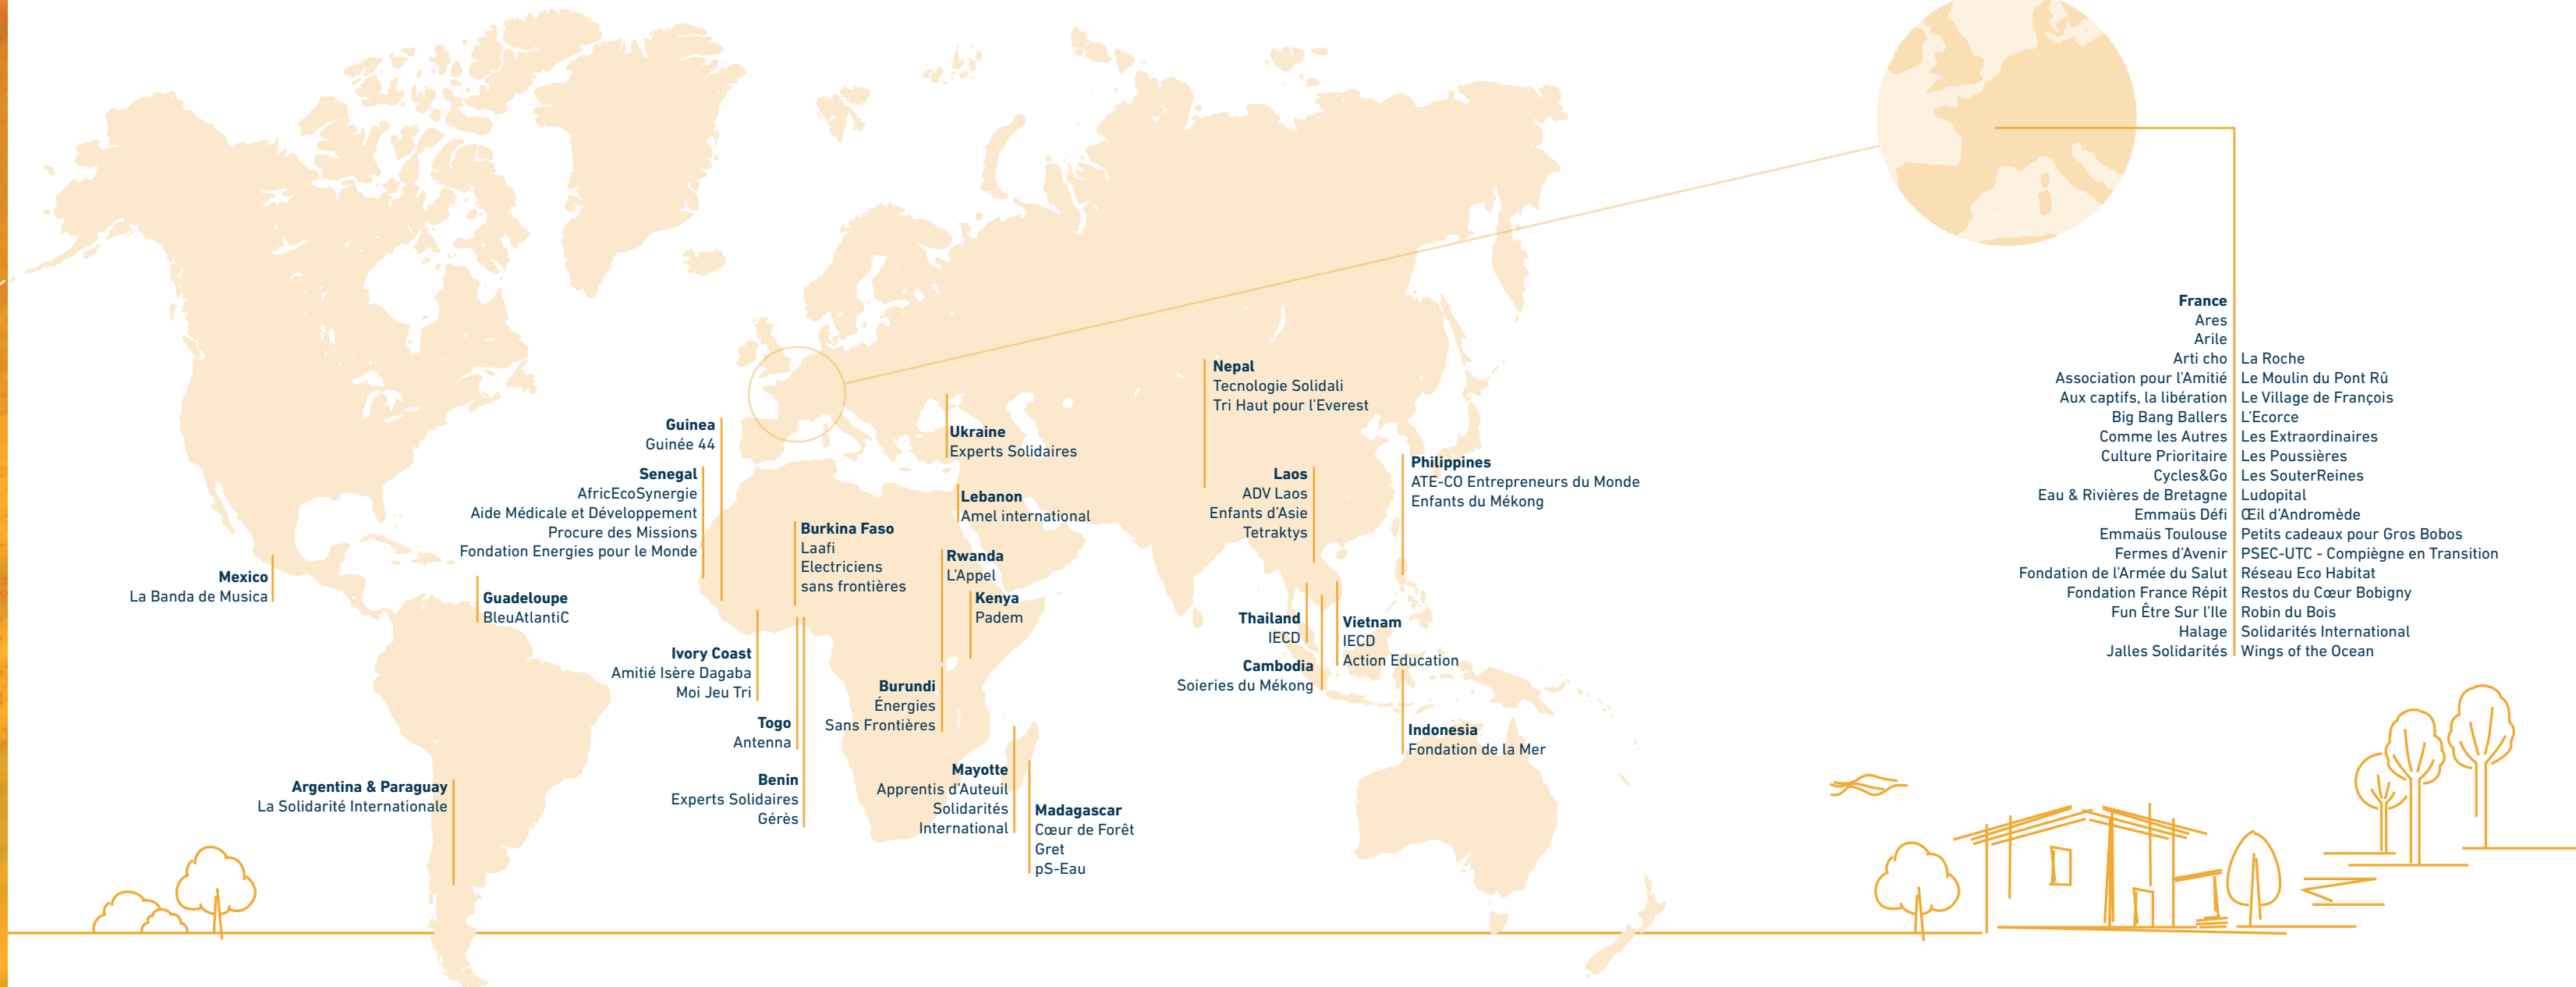 Mexico
La Banda de Musica
Guadeloupe
BleuAtlantiC
Argentina & Paraguay
La Solidarité Internationale
Guinea
Guinée 44
Senegal
AfricEcoSynergie
Aide Médicale et Développement
Procure des Missions
Fondation Energies pour le Monde
Burkina Faso
Laafi
Electriciens
sans frontières
Ivory Coast
Amitié Isère Dagaba
Moi Jeu Tri
Togo
Antenna
Benin
Experts Solidaires
Gérès
Ukraine
Experts Solidaires
Lebanon
Amel international
Rwanda
L'Appel
Kenya
Padem
Burundi
Énergies
Sans Frontières
Mayotte
Apprentis d'Auteuil
Solidarités
International
Madagascar
Cœur de Forêt
Gret
pS-Eau
Nepal
Tecnologie Solidali
Tri Haut pour l'Everest
Laos
ADV Laos
Enfants d'Asie
Tetraktys
Philippines
ATE-CO Entrepreneurs du Monde
Enfants du Mékong
Thailand
IECD
Cambodia
Soieries du Mékong
Vietnam
IECD
Action Education
Indonesia
Fondation de la Mer
France
Ares
Arile
Arti cho
Association pour l'Amitié
Aux captifs, la libération
Big Bang Ballers
Comme les Autres
Culture Prioritaire
Cycles&Go
Eau & Rivières de Bretagne
Emmaüs Défi
Emmaüs Toulouse
Fermes d'Avenir
Fondation de l'Armée du Salut
Fondation France Répit
Fun Être Sur l'Ile
Halage
Jalles Solidarités
La Roche
Le Moulin du Pont Rû
Le Village de François
L'Ecorce
Les Extraordinaires
Les Poussières
Les SouterReines
Ludopital
Œil d'Andromède
Petits cadeaux pour Gros Bobos
PSEC-UTC - Compiègne en Transition
Réseau Eco Habitat
Restos du Cœur Bobigny
Robin du Bois
Solidarités International
Wings of the Ocean